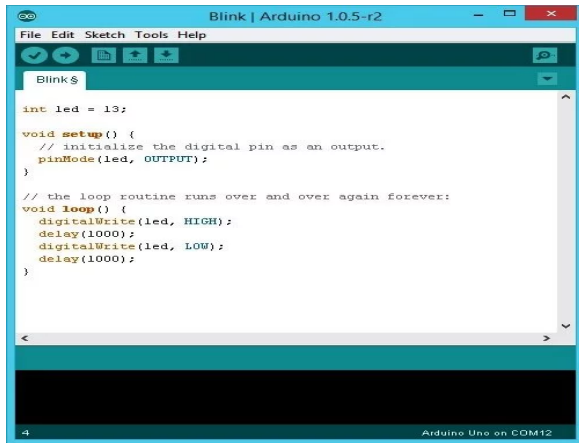 Blink | Arduino 1.0.5-r2
File Edit Sketch Tools Help
Blink §
int led = 13;
void setup() {
// initialize the digital pin as an output.
pinMode(led, OUTPUT);
}
// the loop routine runs over and over again forever:
void loop() {
digitalWrite(led, HIGH);
delay(1000);
digitalWrite(led, LOW);
delay(1000);
}
4 Arduino Uno on COM12